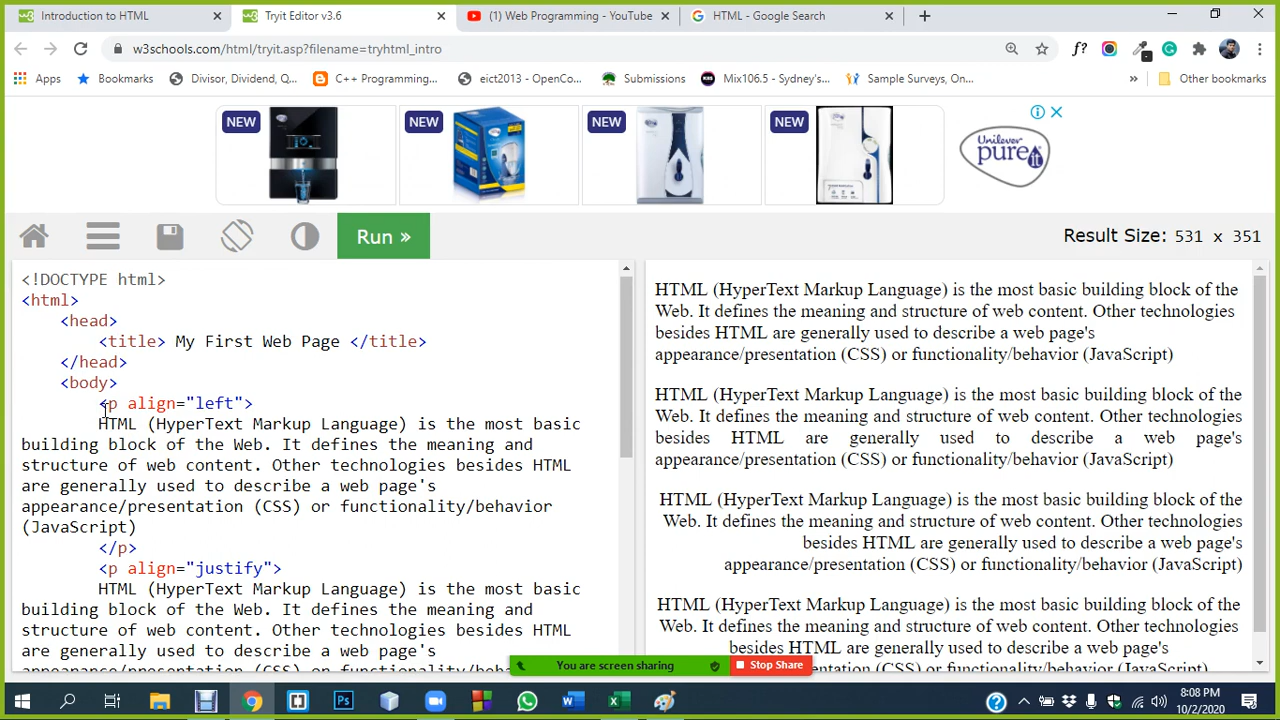 Introduction to HTML
Tryit Editor v3.6
(1) Web Programming - YouTube
HTML - Google Search
w3schools.com/html/tryit.asp?filename=tryhtml_intro
f?
Apps
Bookmarks
Divisor, Dividend, Q...
C++ Programming...
eict2013 - OpenCo...
Submissions
Mix106.5 - Sydney's...
Sample Surveys, On...
»
Other bookmarks
NEW
NEW
NEW
NEW
Unilever
pureit
Run »
Result Size: 531 x 351
<!DOCTYPE html>
<html>
<head>
<title> My First Web Page </title>
</head>
<body>
<p align="left">
HTML (HyperText Markup Language) is the most basic
building block of the Web. It defines the meaning and
structure of web content. Other technologies besides HTML
are generally used to describe a web page's
appearance/presentation (CSS) or functionality/behavior
(JavaScript)
</p>
<p align="justify">
HTML (HyperText Markup Language) is the most basic
building block of the Web. It defines the meaning and
structure of web content. Other technologies besides HTML
are generally used to describe a web page's
HTML (HyperText Markup Language) is the most basic building block of the
Web. It defines the meaning and structure of web content. Other technologies
besides HTML are generally used to describe a web page's
appearance/presentation (CSS) or functionality/behavior (JavaScript)
HTML (HyperText Markup Language) is the most basic building block of the
Web. It defines the meaning and structure of web content. Other technologies
besides HTML are generally used to describe a web page's
appearance/presentation (CSS) or functionality/behavior (JavaScript)
HTML (HyperText Markup Language) is the most basic building block of the
Web. It defines the meaning and structure of web content. Other technologies
besides HTML are generally used to describe a web page's
appearance/presentation (CSS) or functionality/behavior (JavaScript)
HTML (HyperText Markup Language) is the most basic building block of the
Web. It defines the meaning and structure of web content. Other technologies
besides HTML are generally used to describe a web page's
(CSS) or functionality/behavior (JavaScript)
You are screen sharing
Stop Share
8:08 PM
10/2/2020